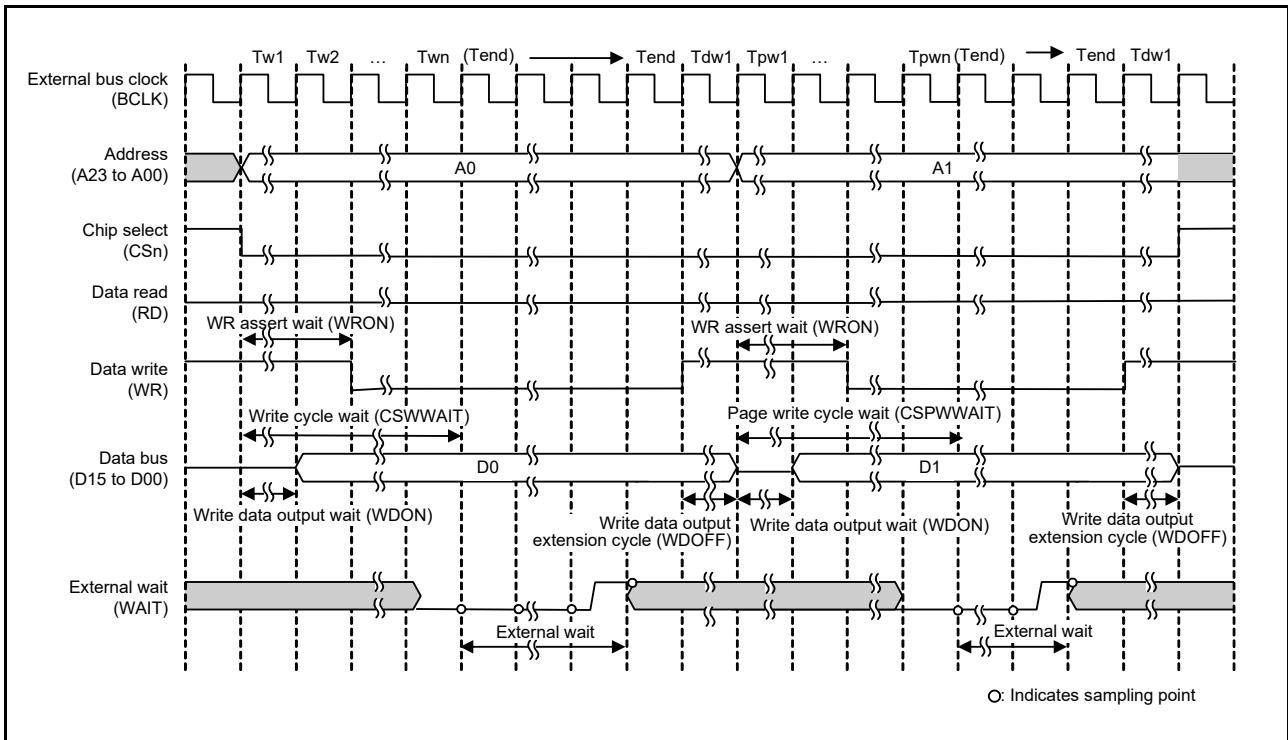 Tw1 Tw2 … Twn (Tend) Tend Tdw1 Tpw1 … Tpwn (Tend) Tend Tdw1
External bus clock
(BCLK)
Address
(A23 to A00)
A0 A1
Chip select
(CSn)
Data read
(RD)
WR assert wait (WRON) WR assert wait (WRON)
Data write
(WR)
Write cycle wait (CSWWAIT) Page write cycle wait (CSPWWAIT)
Data bus
(D15 to D00)
D0 D1
Write data output wait (WDON)
Write data output
extension cycle (WDOFF)
Write data output wait (WDON)
Write data output
extension cycle (WDOFF)
External wait
(WAIT)
External wait External wait
: Indicates sampling point